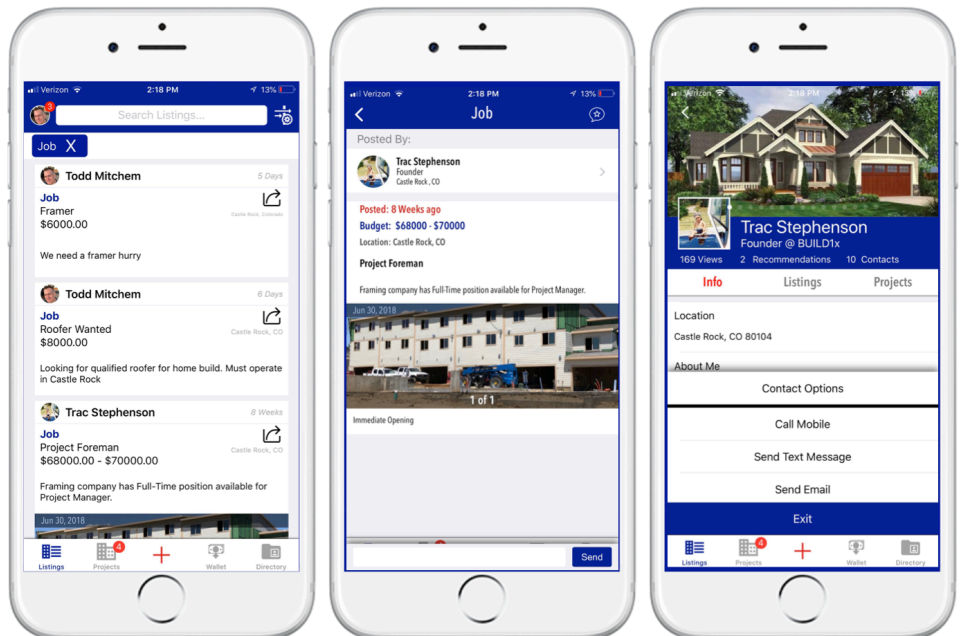 Verizon 2:18 PM 13%
3
Search Listings...
Job X
Todd Mitchem 5 Days
Job
Castle Rock, Colorado
Framer
$6000.00
We need a framer hurry
Todd Mitchem 6 Days
Job
Roofer Wanted Castle Rock, CO
$8000.00
Looking for qualified roofer for home build. Must operate
in Castle Rock
Trac Stephenson 8 Weeks
Job
Project Foreman Castle Rock, CO
$68000.00 - $70000.00
Framing company has Full-Time position available for
Project Manager.
Jun 30, 2018
4
Listings Projects Wallet Directory
Verizon 2:18 PM 13%
Job
Posted By:
Trac Stephenson
Founder
Castle Rock , CO
Posted: 8 Weeks ago
Budget: $68000 - $70000
Location: Castle Rock, CO
Project Foreman
Framing company has Full-Time position available for Project Manager.
Jun 30, 2018
1 of 1
Immediate Opening
Send
Verizon 2:18 PM
Trac Stephenson
Founder @ BUILD1x
169 Views 2 Recommendations 10 Contacts
Info Listings Projects
Location
Castle Rock, CO 80104
About Me
Contact Options
Call Mobile
Send Text Message
Send Email
Exit
4
Listings Projects Wallet Directory